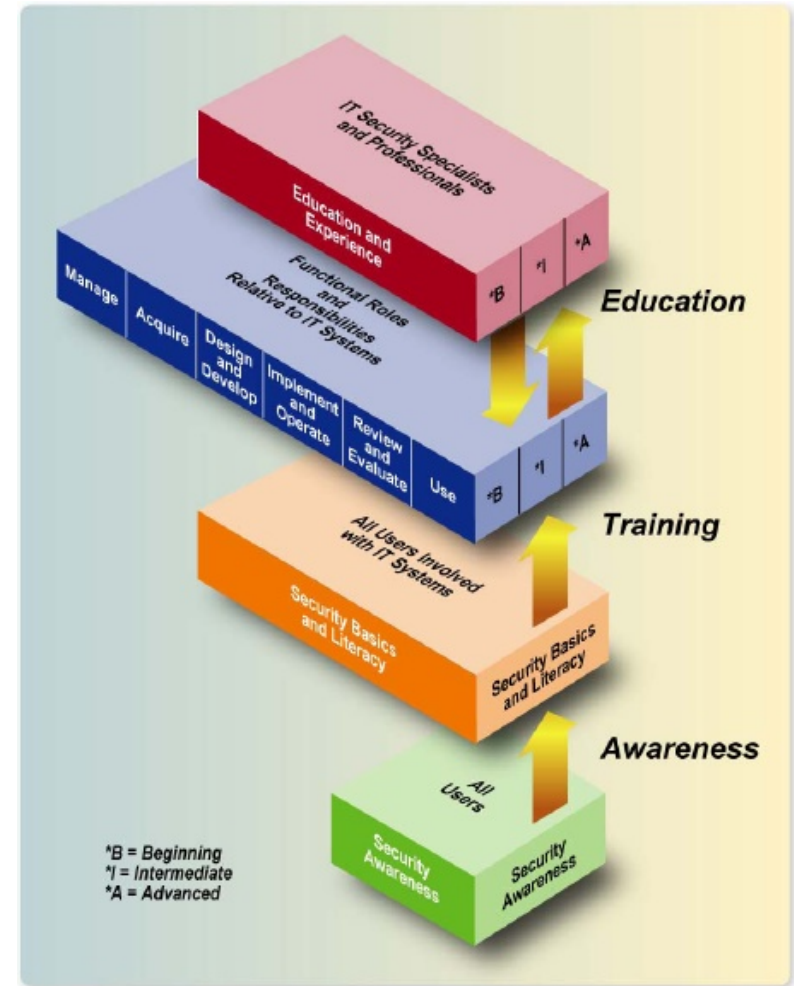 IT Security Specialists
and Professionals
Education and
Experience
*B
*I
*A
Education
Functional Roles
and
Responsibilities
Relative to IT Systems
Manage
Acquire
Design
and
Develop
Implement
and
Operate
Review
and
Evaluate
Use
*B
*I
*A
Training
All Users Involved
with IT Systems
Security Basics
and Literacy
Security Basics
and Literacy
Awareness
All
Users
Security
Awareness
Security
Awareness
*B = Beginning
*I = Intermediate
*A = Advanced